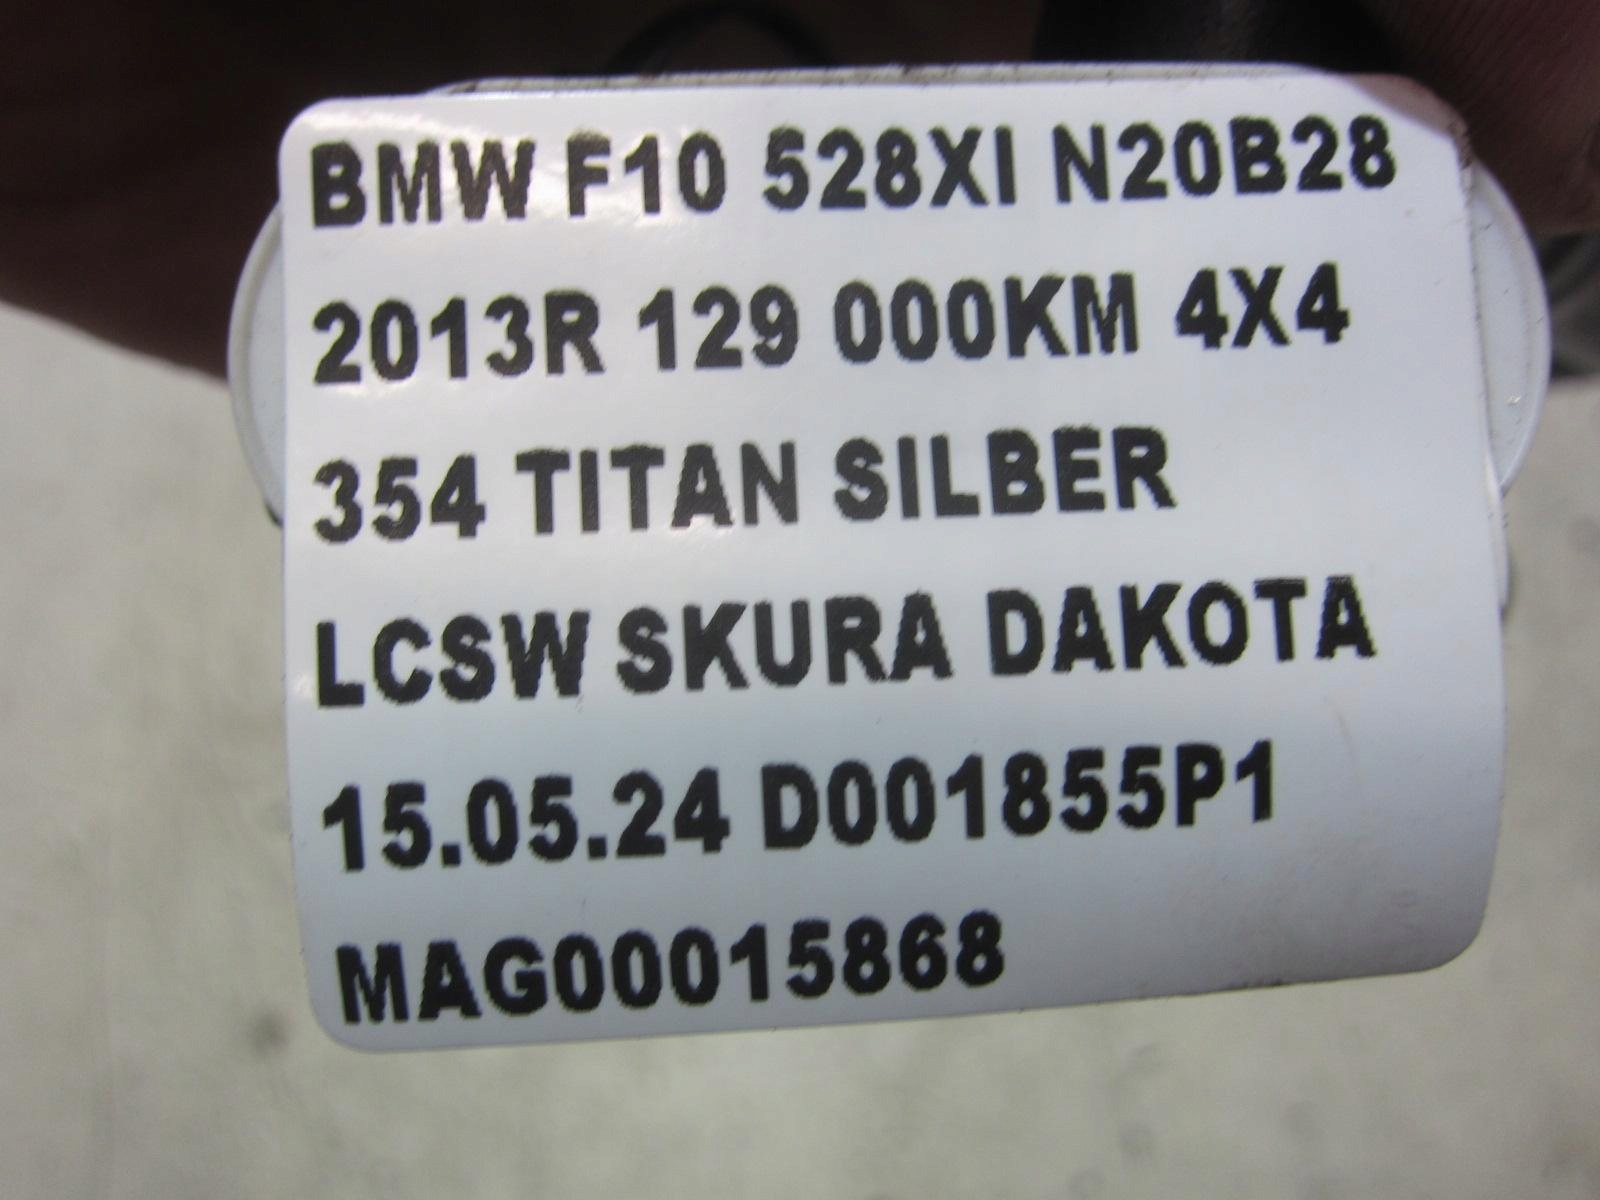 BMW F10 528XI N20B28
2013R 129 000KM 4X4
354 TITAN SILBER
LCSW SKURA DAKOTA
15.05.24 D001855P1
MAG00015868